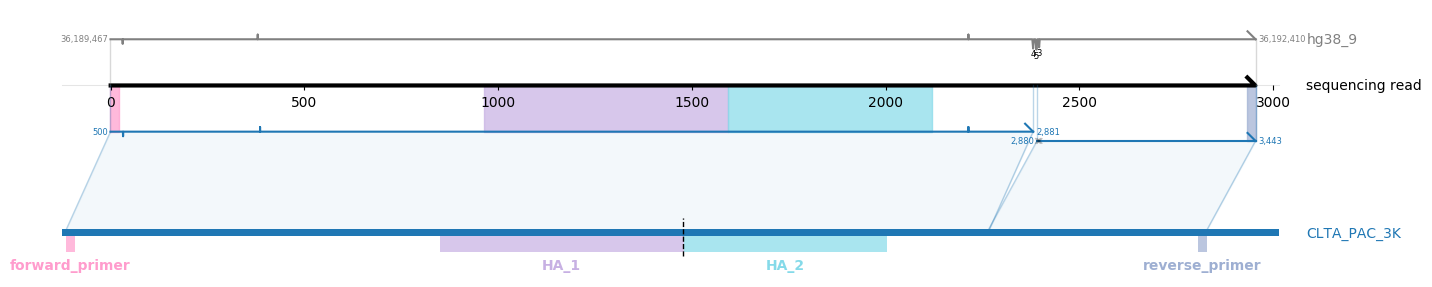 36,189,467
36,192,410 hg38_9
sequencing read
0 500 1000 1500 2000 2500 3000
500
2,881
2,880
3,443
CLTA_PAC_3K
forward_primer HA_1 HA_2 reverse_primer